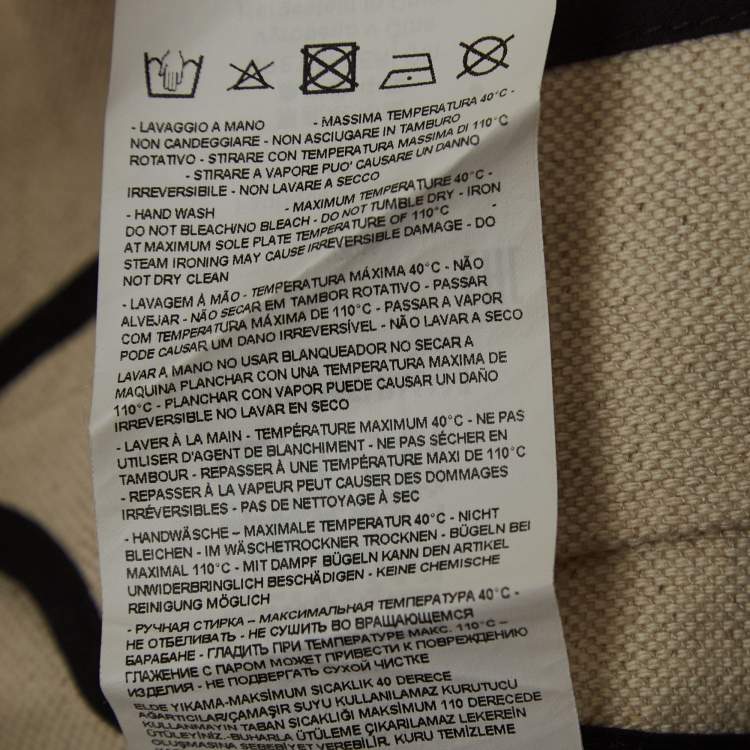 - LAVAGGIO A MANO - MASSIMA TEMPERATURA 40°C -
NON CANDEGGIARE - NON ASCIUGARE IN TAMBURO
ROTATIVO - STIRARE CON TEMPERATURA MASSIMA DI 110°C
- STIRARE A VAPORE PUO' CAUSARE UN DANNO
IRREVERSIBILE - NON LAVARE A SECCO
- HAND WASH - MAXIMUM TEMPERATURE 40°C -
DO NOT BLEACH/NO BLEACH - DO NOT TUMBLE DRY - IRON
AT MAXIMUM SOLE PLATE TEMPERATURE OF 110°C -
STEAM IRONING MAY CAUSE IRREVERSIBLE DAMAGE - DO
NOT DRY CLEAN
- LAVAGEM À MÃO - TEMPERATURA MÁXIMA 40°C - NÃO
ALVEJAR - NÃO SECAR EM TAMBOR ROTATIVO - PASSAR
COM TEMPERATURA MÁXIMA DE 110°C - PASSAR A VAPOR
PODE CAUSAR UM DANO IRREVERSÍVEL - NÃO LAVAR A SECO
LAVAR A MANO NO USAR BLANQUEADOR NO SECAR A
MAQUINA PLANCHAR CON UNA TEMPERATURA MAXIMA DE
110°C - PLANCHAR CON VAPOR PUEDE CAUSAR UN DAÑO
IRREVERSIBLE NO LAVAR EN SECO
- LAVER À LA MAIN - TEMPÉRATURE MAXIMUM 40°C - NE PAS
UTILISER D'AGENT DE BLANCHIMENT - NE PAS SÉCHER EN
TAMBOUR - REPASSER À UNE TEMPÉRATURE MAXI DE 110°C
- REPASSER À LA VAPEUR PEUT CAUSER DES DOMMAGES
IRRÉVERSIBLES - PAS DE NETTOYAGE À SEC
- HANDWÄSCHE – MAXIMALE TEMPERATUR 40°C - NICHT
BLEICHEN - IM WÄSCHETROCKNER TROCKNEN - BÜGELN BEI
MAXIMAL 110°C - MIT DAMPF BÜGELN KANN DEN ARTIKEL
UNWIDERBRINGLICH BESCHÄDIGEN - KEINE CHEMISCHE
REINIGUNG MÖGLICH
- РУЧНАЯ СТИРКА – МАКСИМАЛЬНАЯ ТЕМПЕРАТУРА 40°C -
НЕ ОТБЕЛИВАТЬ - НЕ СУШИТЬ ВО ВРАЩАЮЩЕМСЯ
БАРАБАНЕ - ГЛАДИТЬ ПРИ ТЕМПЕРАТУРЕ МАКС. 110°C –
ГЛАЖЕНИЕ С ПАРОМ МОЖЕТ ПРИВЕСТИ К ПОВРЕЖДЕНИЮ
ИЗДЕЛИЯ - НЕ ПОДВЕРГАТЬ СУХОЙ ЧИСТКЕ
ELDE YIKAMA-MAKSİMUM SICAKLIK 40 DERECE
AĞARTICILAR/ÇAMAŞIR SUYU KULLANILAMAZ KURUTUCU
KULLANMAYIN TABAN SICAKLIĞI MAKSİMUM 110 DERECEDE
ÜTÜLEYİNİZ.-BUHARLA ÜTÜLEME ÇIKARILAMAZ LEKEREIN
OLUŞMASINA SEBEBİYET VEREBİLİR. KURU TEMİZLEME